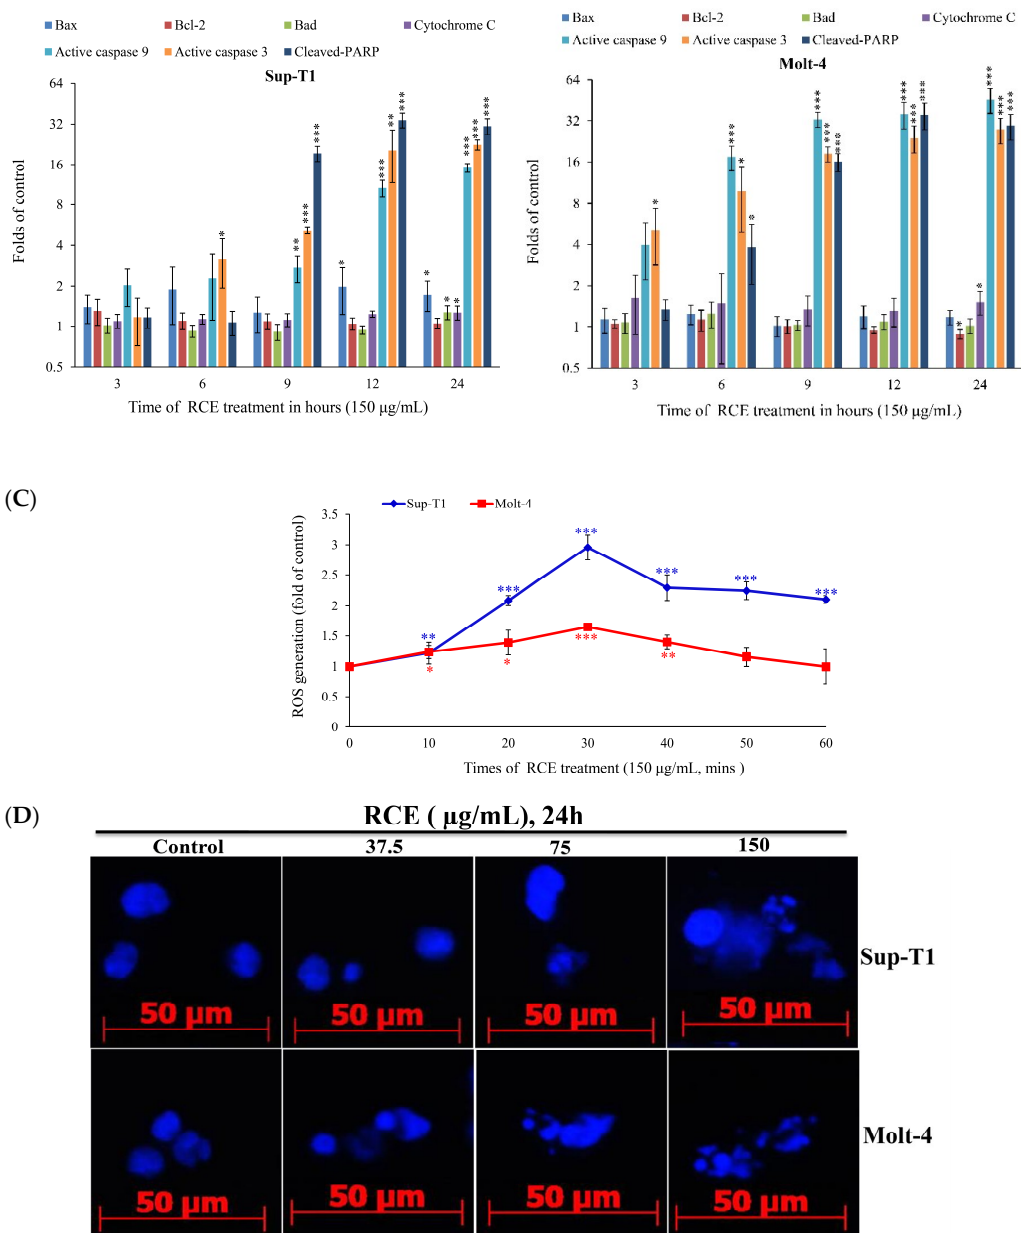 Bax Bcl-2 Bad Cytochrome C
Active caspase 9 Active caspase 3 Cleaved-PARP
Sup-T1
64
32
16
8
4
2
1
0.5
Folds of control
* ** *** *** *** * *** ** *** * * * *** *** ***
3 6 9 12 24
Time of RCE treatment in hours (150 µg/mL)
Bax Bcl-2 Bad Cytochrome C
Active caspase 9 Active caspase 3 Cleaved-PARP
Molt-4
64
32
16
8
4
2
1
0.5
Folds of control
* *** * * *** *** *** *** *** *** * * *** *** ***
3 6 9 12 24
Time of RCE treatment in hours (150 µg/mL)
(C)
Sup-T1 Molt-4
3.5
3
2.5
2
1.5
1
0.5
0
ROS generation (fold of control)
** *** *** *** *** ***
* * *** **
0 10 20 30 40 50 60
Times of RCE treatment (150 µg/mL, mins )
(D)
RCE ( µg/mL), 24h
Control 37.5 75 150
Sup-T1
50 µm 50 µm 50 µm 50 µm
Molt-4
50 µm 50 µm 50 µm 50 µm